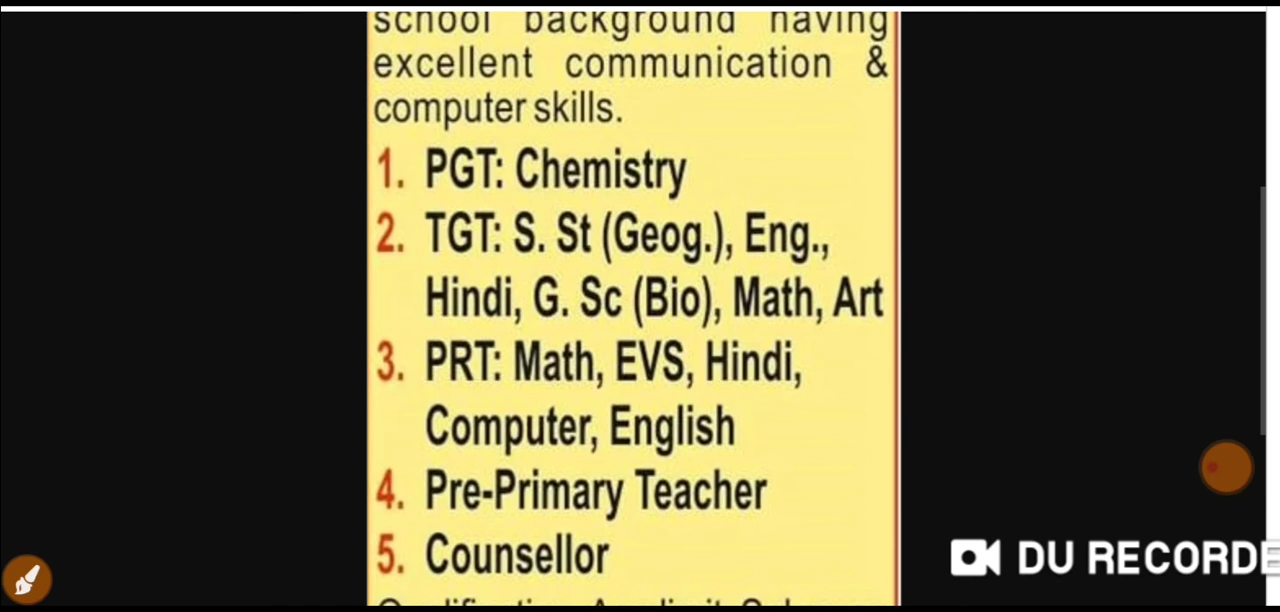 school background having
excellent communication &
computer skills.
1. PGT: Chemistry
2. TGT: S. St (Geog.), Eng.,
Hindi, G. Sc (Bio), Math, Art
3. PRT: Math, EVS, Hindi,
Computer, English
4. Pre-Primary Teacher
5. Counsellor
DU RECORDE